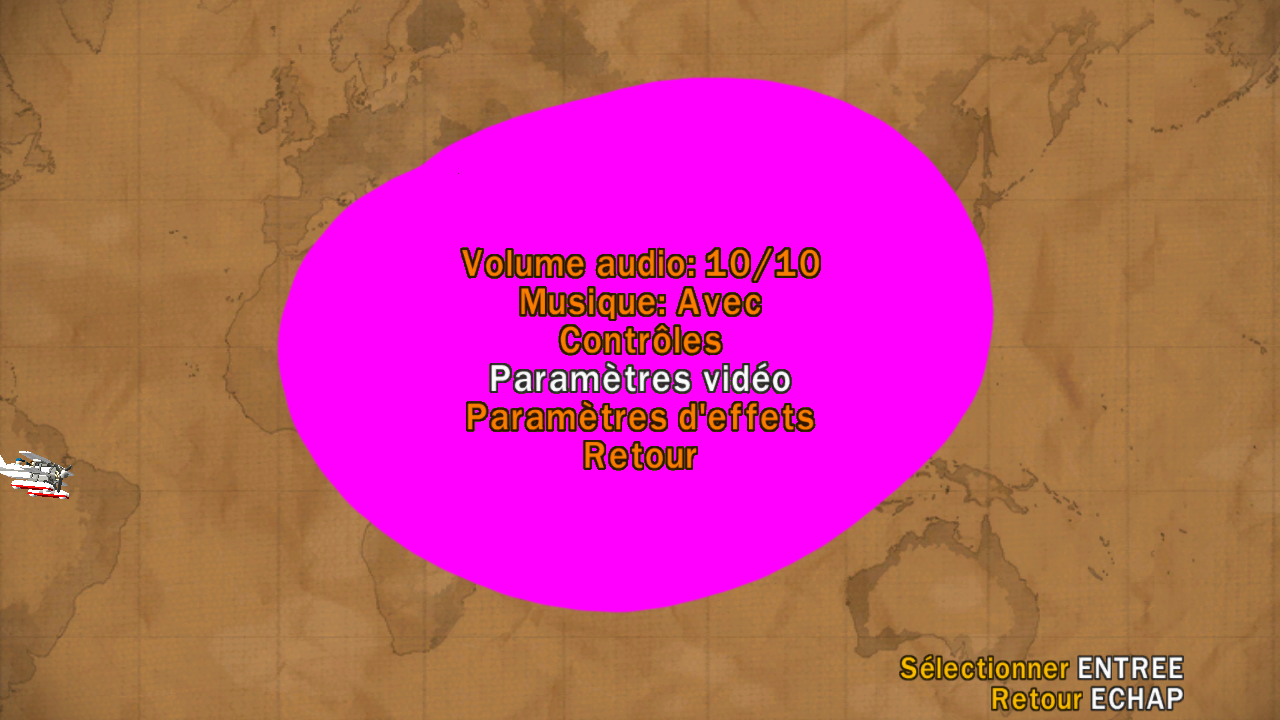 Volume audio: 10/10
Musique: Avec
Contrôles
Paramètres vidéo
Paramètres d'effets
Retour
Sélectionner ENTREE
Retour ECHAP